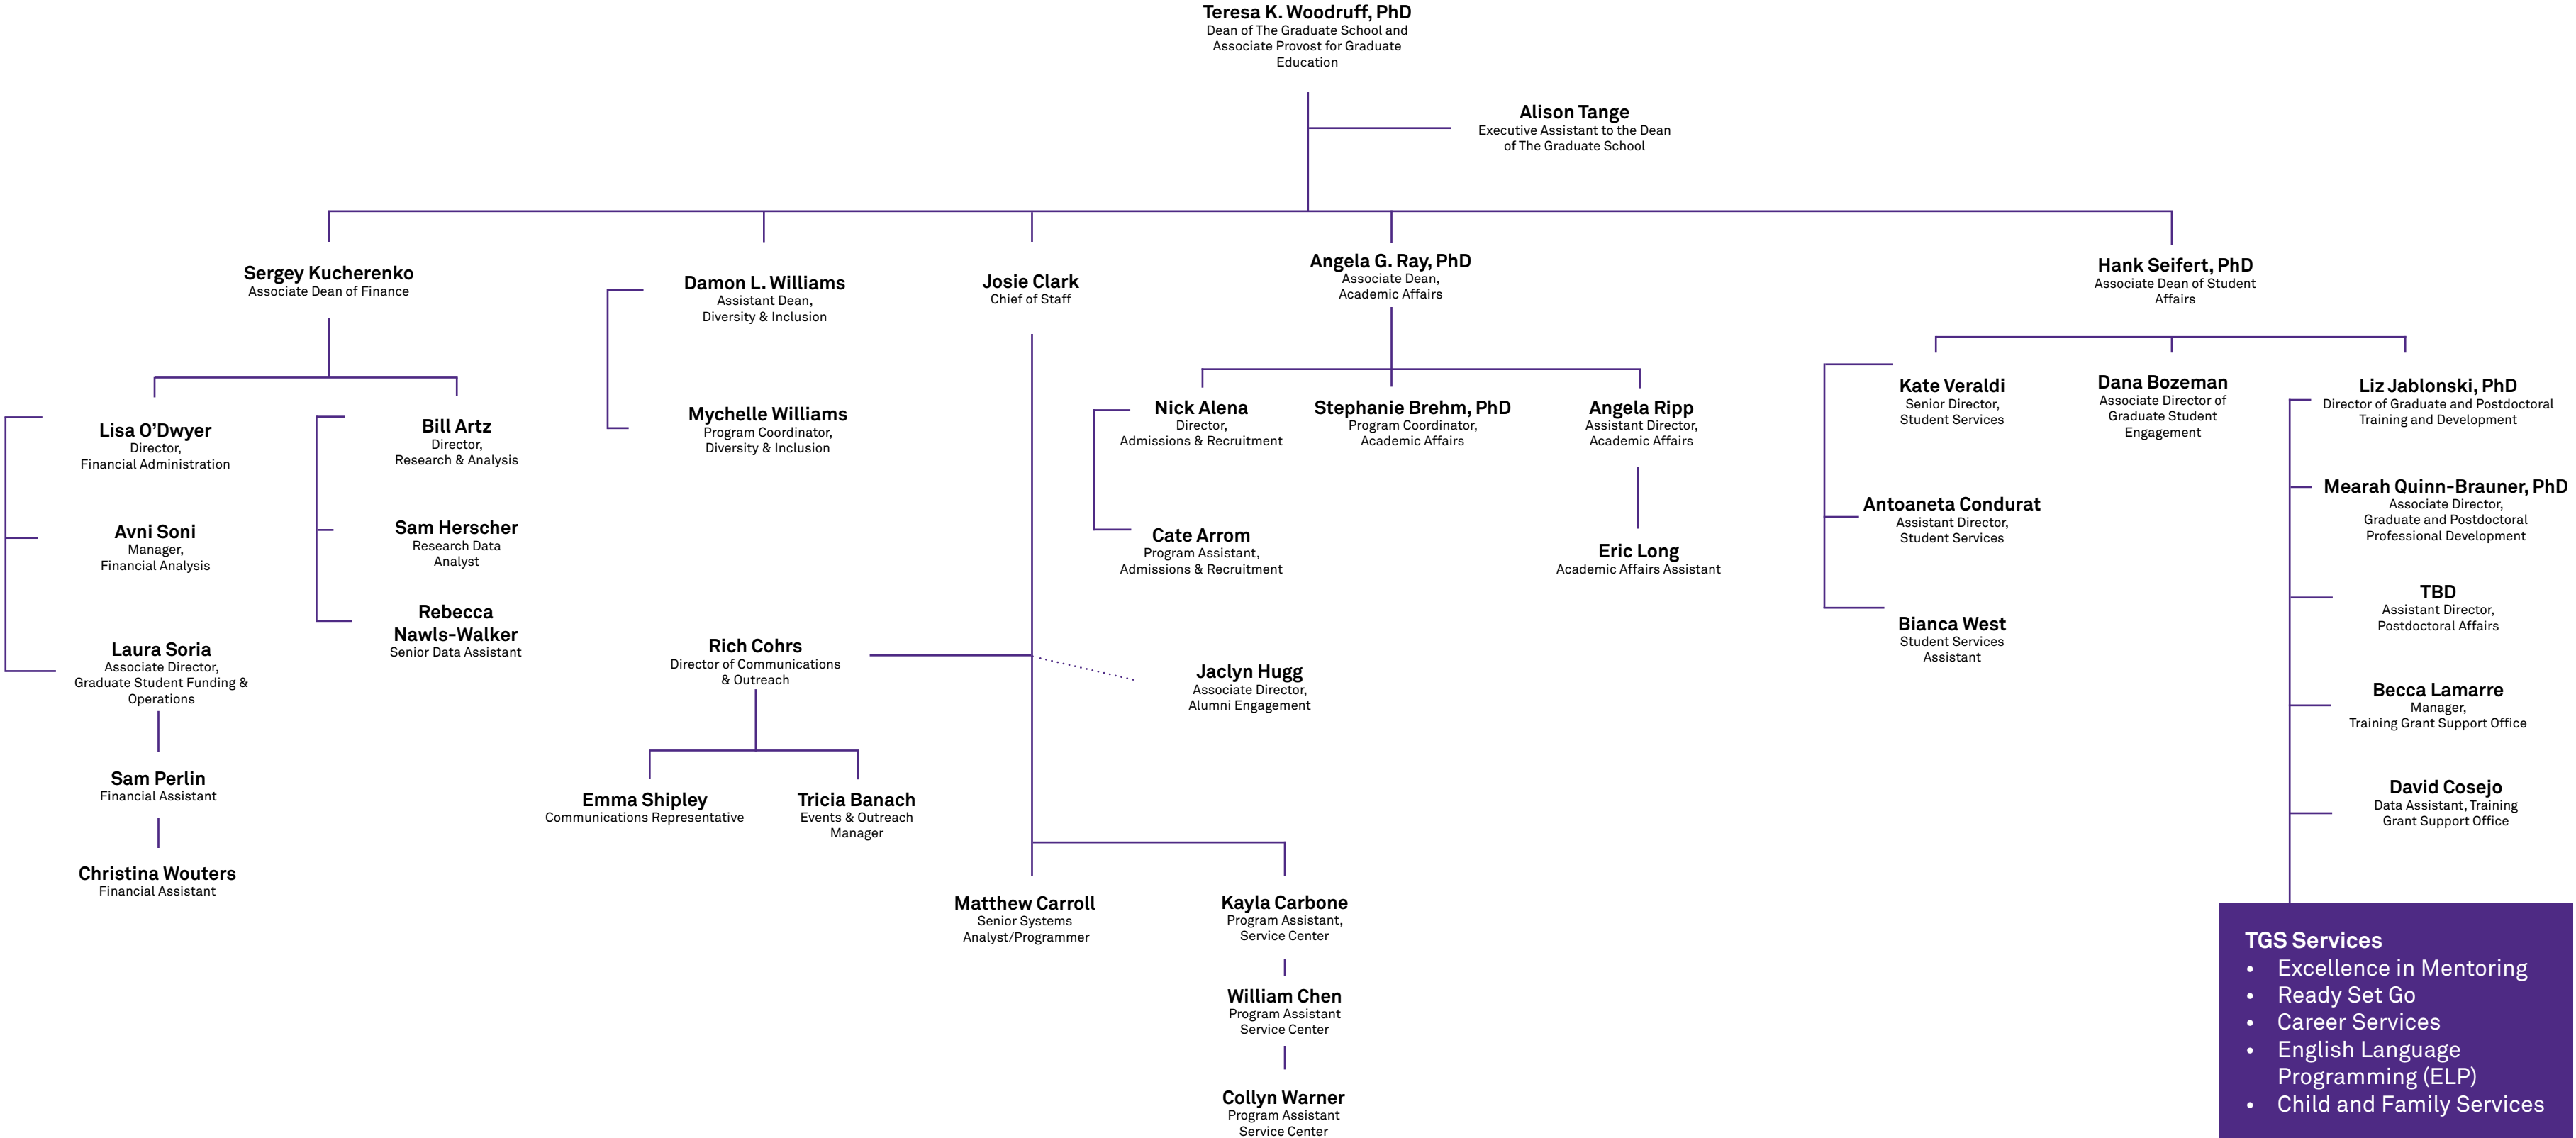 Teresa K. Woodruff, PhD
Dean of The Graduate School and
Associate Provost for Graduate
Education
Alison Tange
Executive Assistant to the Dean
of The Graduate School
Sergey Kucherenko
Associate Dean of Finance
Lisa O’Dwyer
Director,
Financial Administration
Avni Soni
Manager,
Financial Analysis
Laura Soria
Associate Director,
Graduate Student Funding &
Operations
Sam Perlin
Financial Assistant
Christina Wouters
Financial Assistant
Bill Artz
Director,
Research & Analysis
Sam Herscher
Research Data
Analyst
Rebecca
Nawls-Walker
Senior Data Assistant
Damon L. Williams
Assistant Dean,
Diversity & Inclusion
Mychelle Williams
Program Coordinator,
Diversity & Inclusion
Josie Clark
Chief of Staff
Rich Cohrs
Director of Communications
& Outreach
Emma Shipley
Communications Representative
Tricia Banach
Events & Outreach
Manager
Jaclyn Hugg
Associate Director,
Alumni Engagement
Matthew Carroll
Senior Systems
Analyst/Programmer
Kayla Carbone
Program Assistant,
Service Center
William Chen
Program Assistant
Service Center
Collyn Warner
Program Assistant
Service Center
Angela G. Ray, PhD
Associate Dean,
Academic Affairs
Nick Alena
Director,
Admissions & Recruitment
Cate Arrom
Program Assistant,
Admissions & Recruitment
Stephanie Brehm, PhD
Program Coordinator,
Academic Affairs
Angela Ripp
Assistant Director,
Academic Affairs
Eric Long
Academic Affairs Assistant
Hank Seifert, PhD
Associate Dean of Student
Affairs
Kate Veraldi
Senior Director,
Student Services
Antoaneta Condurat
Assistant Director,
Student Services
Bianca West
Student Services
Assistant
Dana Bozeman
Associate Director of
Graduate Student
Engagement
Liz Jablonski, PhD
Director of Graduate and Postdoctoral
Training and Development
Mearah Quinn-Brauner, PhD
Associate Director,
Graduate and Postdoctoral
Professional Development
TBD
Assistant Director,
Postdoctoral Affairs
Becca Lamarre
Manager,
Training Grant Support Office
David Cosejo
Data Assistant, Training
Grant Support Office
TGS Services
• Excellence in Mentoring
• Ready Set Go
• Career Services
• English Language
Programming (ELP)
• Child and Family Services